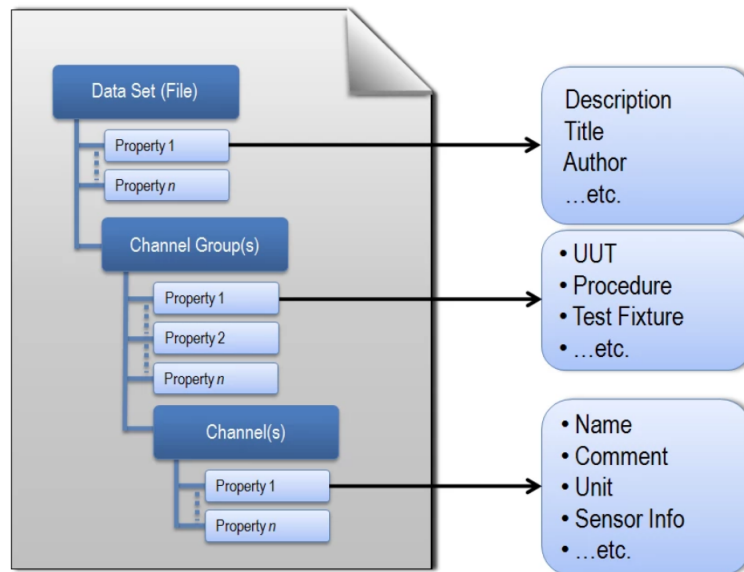 Data Set (File)
Property 1
Property n
Channel Group(s)
Property 1
Property 2
Property n
Channel(s)
Property 1
Property n
Description
Title
Author
…etc.
• UUT
• Procedure
• Test Fixture
• …etc.
• Name
• Comment
• Unit
• Sensor Info
• …etc.